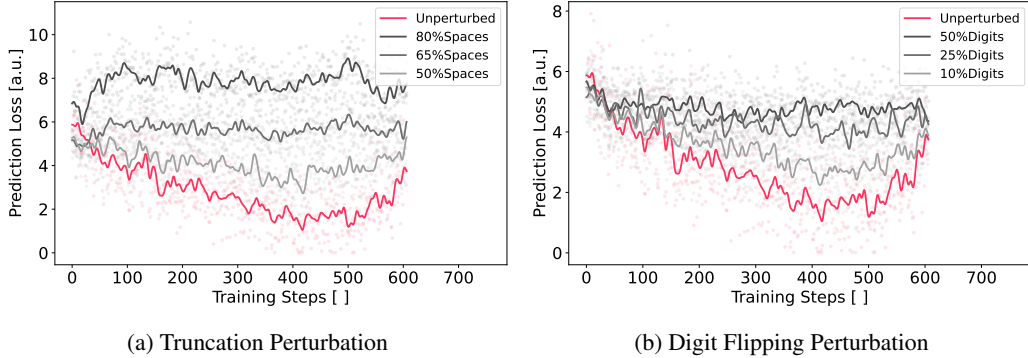 Prediction Loss [a.u.]
10
8
6
4
2
0
Unperturbed
80%Spaces
65%Spaces
50%Spaces
0 100 200 300 400 500 600 700
Training Steps [ ]
(a) Truncation Perturbation
Prediction Loss [a.u.]
8
6
4
2
0
Unperturbed
50%Digits
25%Digits
10%Digits
0 100 200 300 400 500 600 700
Training Steps [ ]
(b) Digit Flipping Perturbation